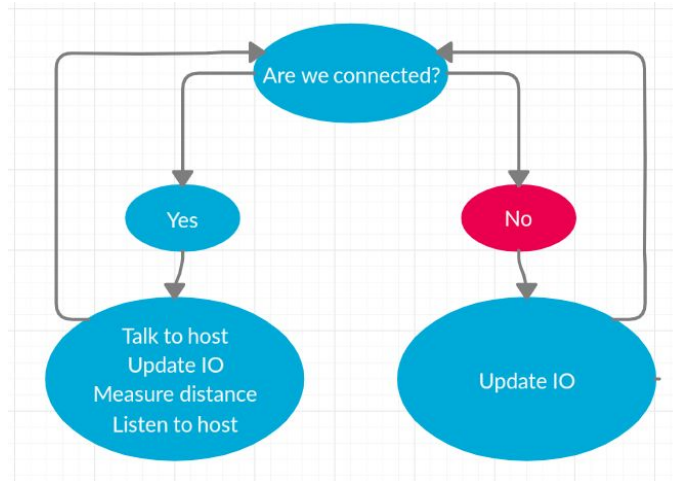 Are we connected?
Yes
No
Talk to host
Update IO
Measure distance
Listen to host
Update IO